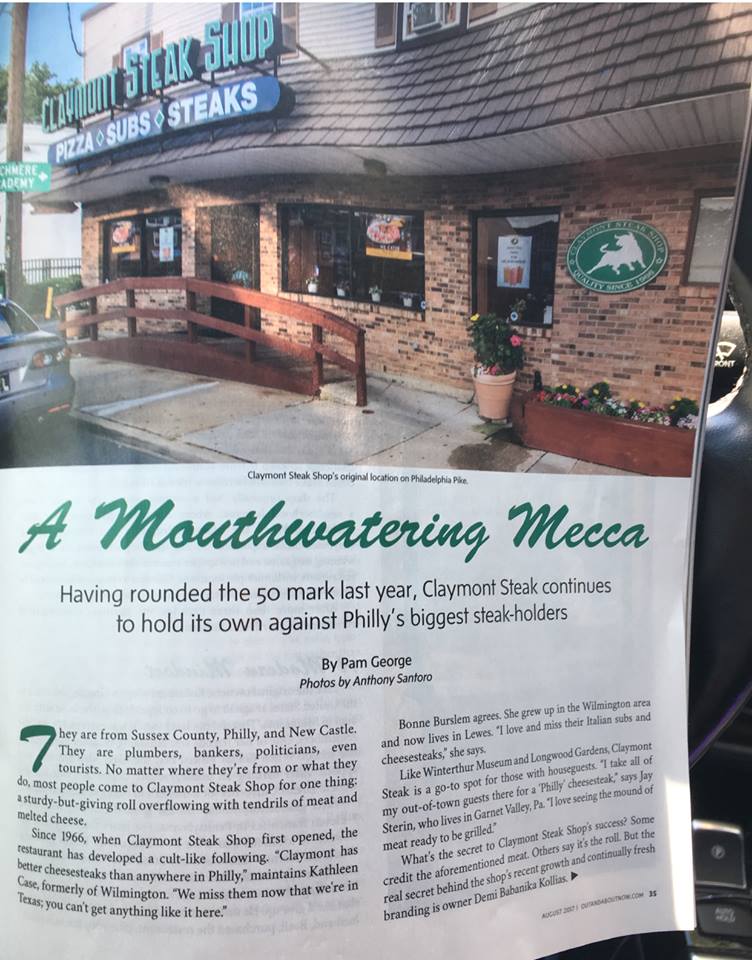 CLAYMONT STEAK SHOP
PIZZA ◊ SUBS ◊ STEAKS
CHMERE
ADEMY
CLAYMONT STEAK SHOP
QUALITY SINCE 1966
Claymont Steak Shop's original location on Philadelphia Pike.
A Mouthwatering Mecca
Having rounded the 50 mark last year, Claymont Steak continues
to hold its own against Philly's biggest steak-holders
By Pam George
Photos by Anthony Santoro
They are from Sussex County, Philly, and New Castle.
They are plumbers, bankers, politicians, even
tourists. No matter where they're from or what they
do, most people come to Claymont Steak Shop for one thing:
a sturdy-but-giving roll overflowing with tendrils of meat and
melted cheese.
Since 1966, when Claymont Steak Shop first opened, the
restaurant has developed a cult-like following. "Claymont has
better cheesesteaks than anywhere in Philly," maintains Kathleen
Case, formerly of Wilmington. "We miss them now that we're in
Texas; you can't get anything like it here."
Bonne Burslem agrees. She grew up in the Wilmington area
and now lives in Lewes. "I love and miss their Italian subs and
cheesesteaks," she says.
Like Winterthur Museum and Longwood Gardens, Claymont
Steak is a go-to spot for those with houseguests. "I take all of
my out-of-town guests there for a 'Philly' cheesesteak," says Jay
Sterin, who lives in Garnet Valley, Pa. "I love seeing the mound of
meat ready to be grilled."
What's the secret to Claymont Steak Shop's success? Some
credit the aforementioned meat. Others say it's the roll. But the
real secret behind the shop's recent growth and continually fresh
branding is owner Demi Babanika Kollias. ▶
AUGUST 2017 | OUTANDABOUTNOW.COM 35
P
AUTO
HOLD